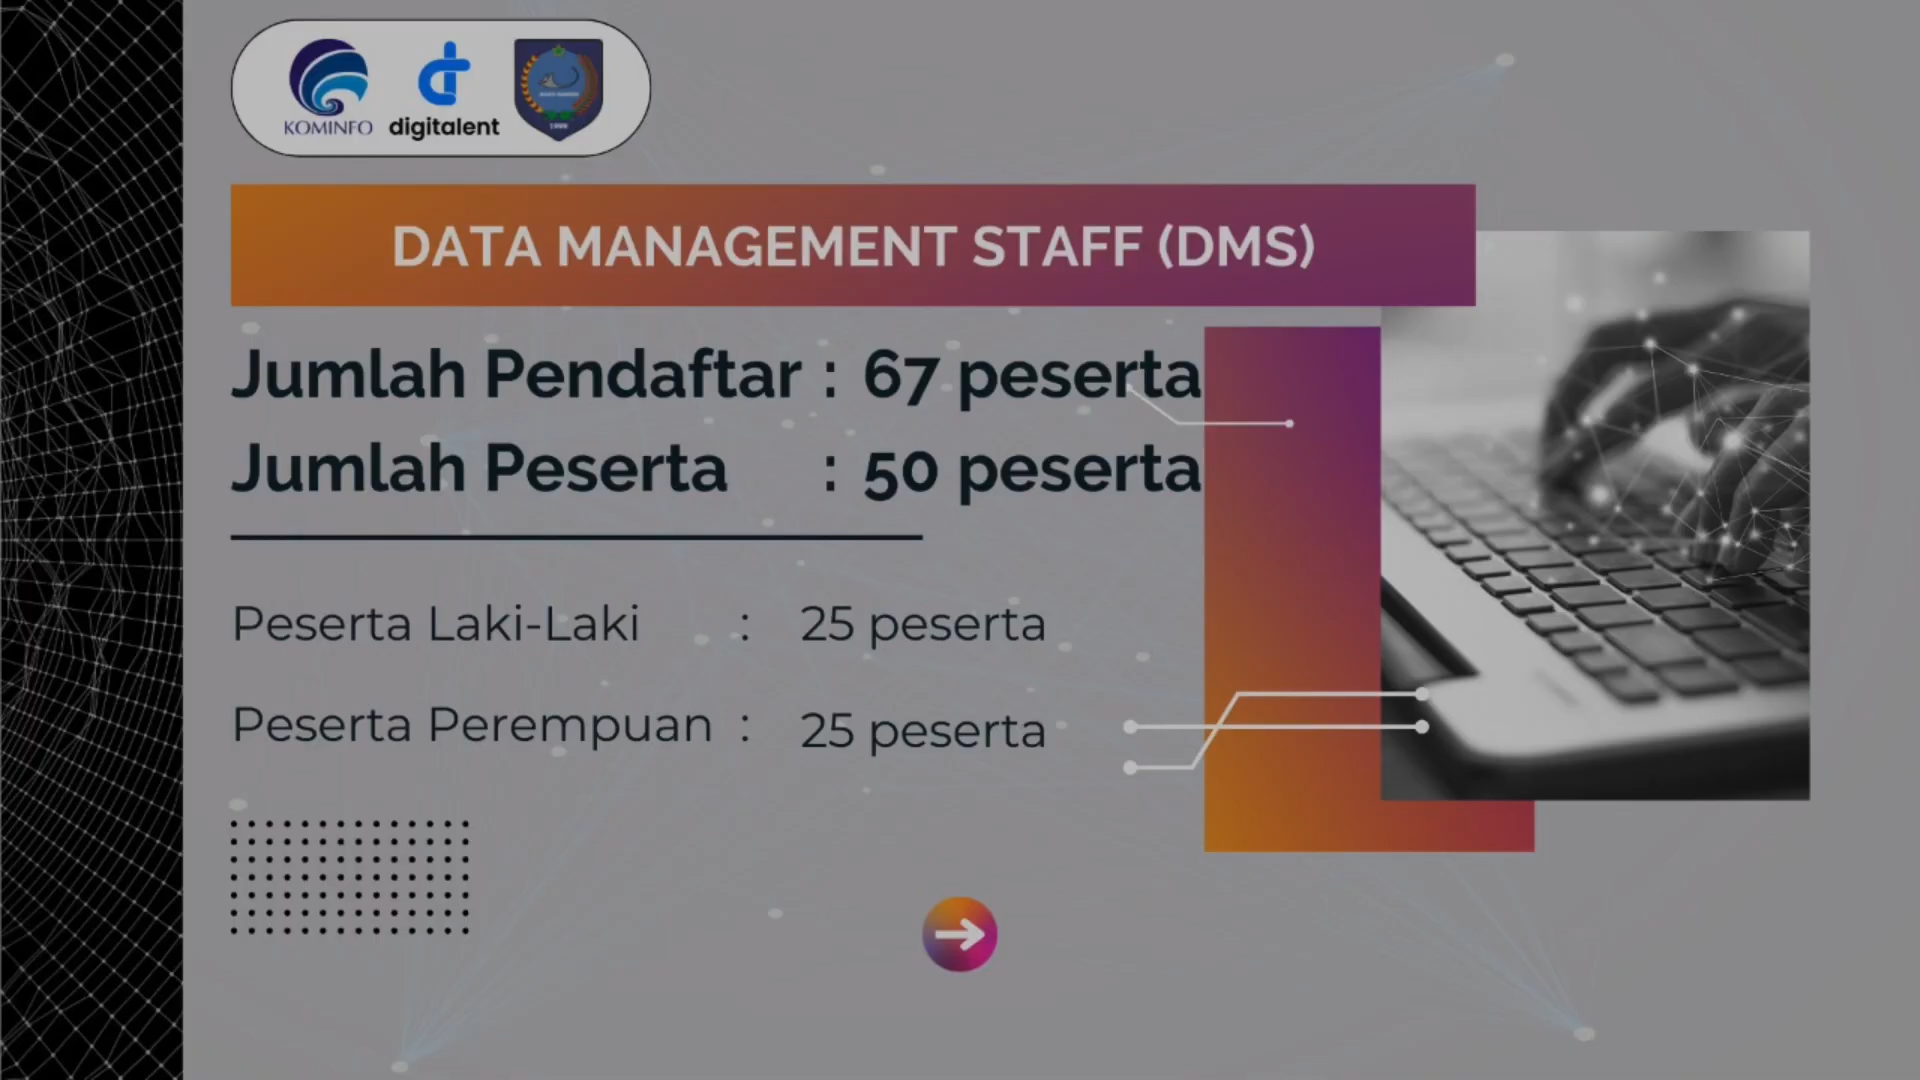 KOMINFO
digitalent
1999
DATA MANAGEMENT STAFF (DMS)
Jumlah Pendaftar : 67 peserta
Jumlah Peserta : 50 peserta
Peserta Laki-Laki : 25 peserta
Peserta Perempuan : 25 peserta